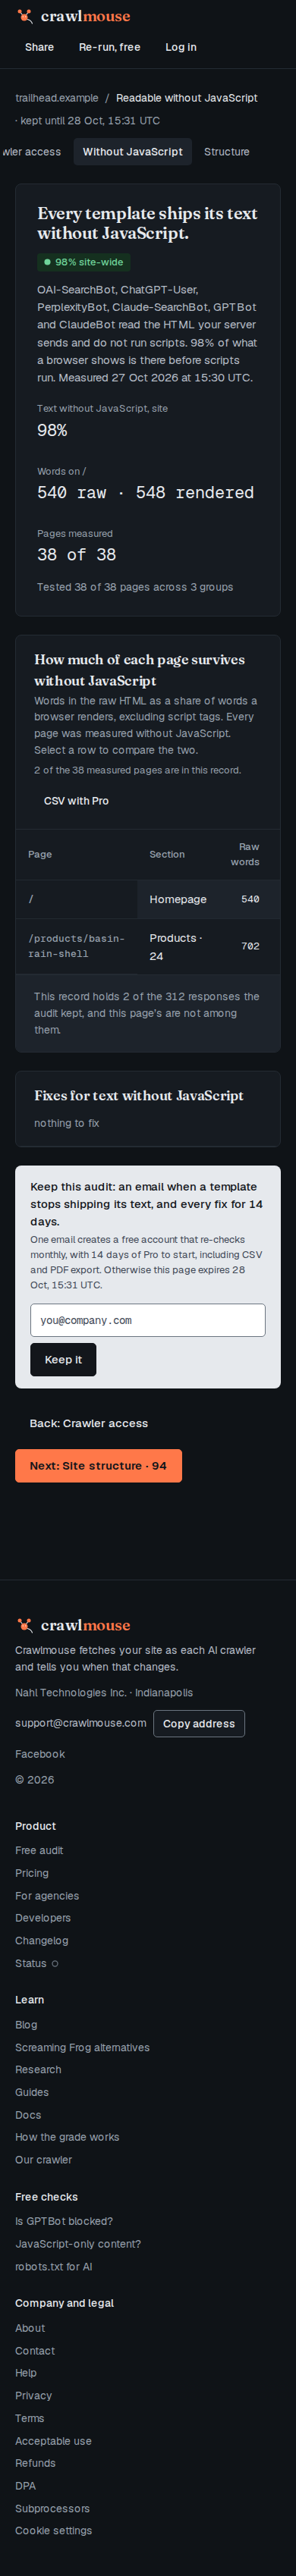 crawlmouse
Share Re-run, free Log in
trailhead.example / Readable without JavaScript
· kept until 28 Oct, 15:31 UTC
wler access Without JavaScript Structure
Every template ships its text
without JavaScript.
98% site-wide
OAI-SearchBot, ChatGPT-User,
PerplexityBot, Claude-SearchBot, GPTBot
and ClaudeBot read the HTML your server
sends and do not run scripts. 98% of what
a browser shows is there before scripts
run. Measured 27 Oct 2026 at 15:30 UTC.
Text without JavaScript, site
98%
Words on /
540 raw · 548 rendered
Pages measured
38 of 38
Tested 38 of 38 pages across 3 groups
How much of each page survives
without JavaScript
Words in the raw HTML as a share of words a
browser renders, excluding script tags. Every
page was measured without JavaScript.
Select a row to compare the two.
2 of the 38 measured pages are in this record.
CSV with Pro
Page Section Raw
words
/ Homepage 540
/products/basin-
rain-shell
Products ·
24
702
This record holds 2 of the 312 responses the
audit kept, and this page's are not among
them.
Fixes for text without JavaScript
nothing to fix
Keep this audit: an email when a template
stops shipping its text, and every fix for 14
days.
One email creates a free account that re-checks
monthly, with 14 days of Pro to start, including CSV
and PDF export. Otherwise this page expires 28
Oct, 15:31 UTC.
you@company.com
Keep it
Back: Crawler access
Next: Site structure · 94
crawlmouse
Crawlmouse fetches your site as each AI crawler
and tells you when that changes.
Nahl Technologies Inc. · Indianapolis
support@crawlmouse.com Copy address
Facebook
© 2026
Product
Free audit
Pricing
For agencies
Developers
Changelog
Status
Learn
Blog
Screaming Frog alternatives
Research
Guides
Docs
How the grade works
Our crawler
Free checks
Is GPTBot blocked?
JavaScript-only content?
robots.txt for AI
Company and legal
About
Contact
Help
Privacy
Terms
Acceptable use
Refunds
DPA
Subprocessors
Cookie settings